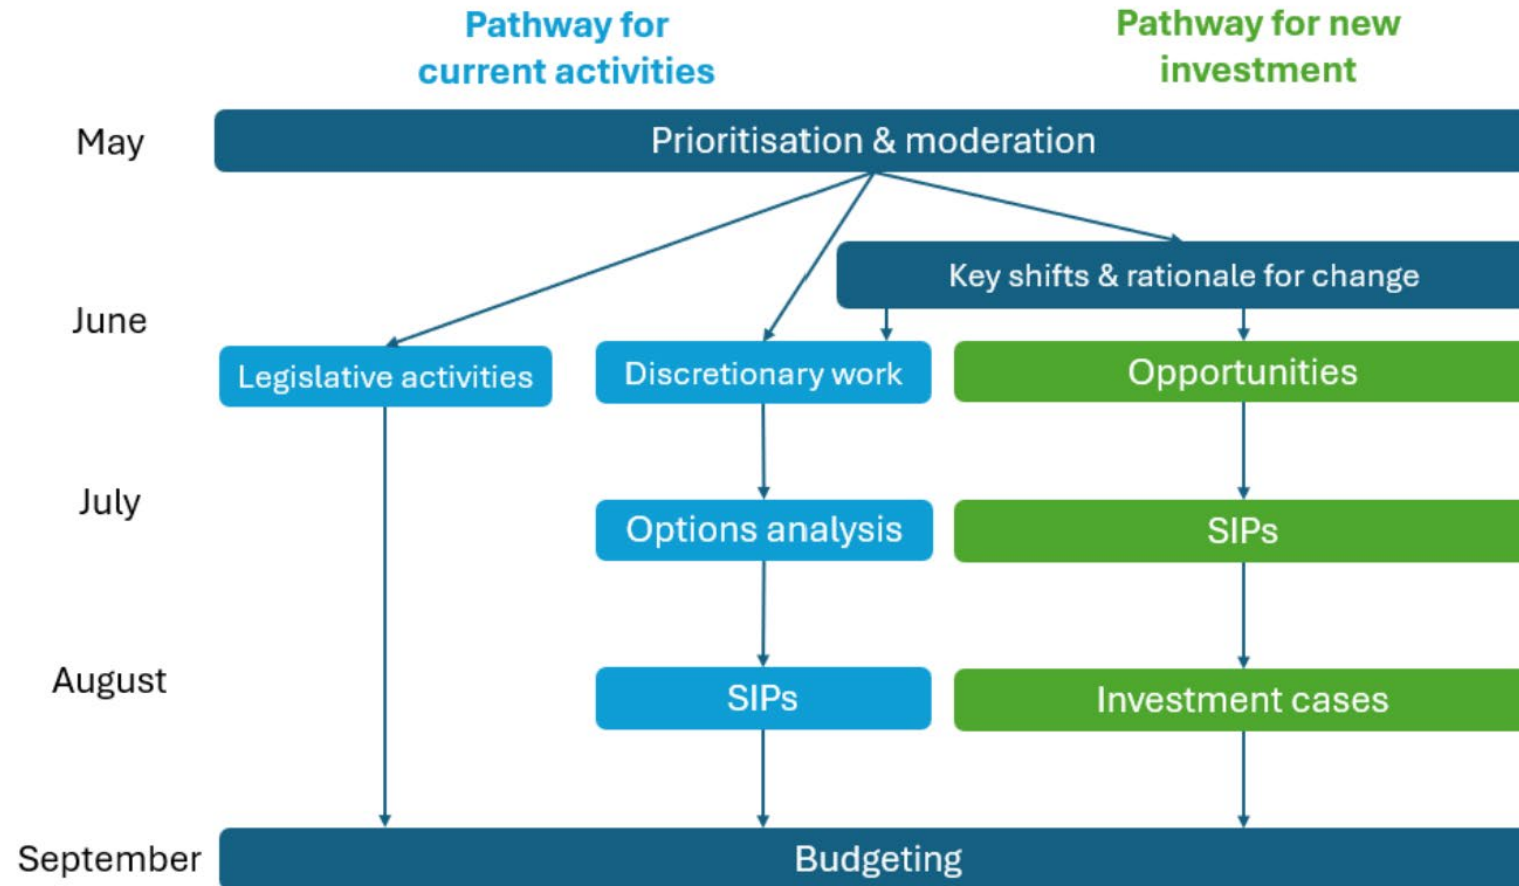 Pathway for
current activities
Pathway for new
investment
May
Prioritisation & moderation
Key shifts & rationale for change
June
Legislative activities
Discretionary work
Opportunities
July
Options analysis
SIPs
August
SIPs
Investment cases
September
Budgeting